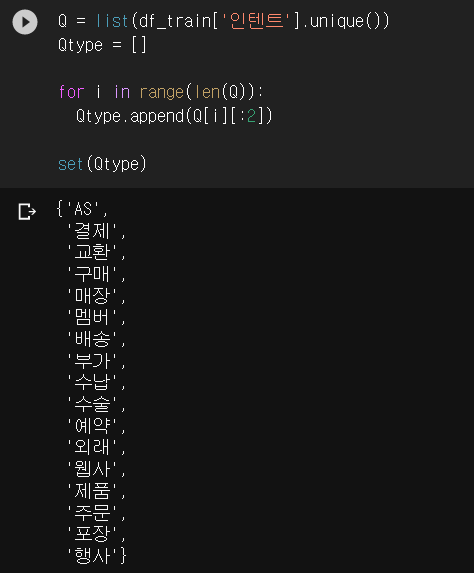 Q = list(df_train['인텐트'].unique())
Qtype = []
for i in range(len(Q)):
  Qtype.append(Q[i][:2])
set(Qtype)
{'AS',
 '결제',
 '교환',
 '구매',
 '매장',
 '멤버',
 '배송',
 '부가',
 '수납',
 '수술',
 '예약',
 '외래',
 '웹사',
 '제품',
 '주문',
 '포장',
 '행사'}